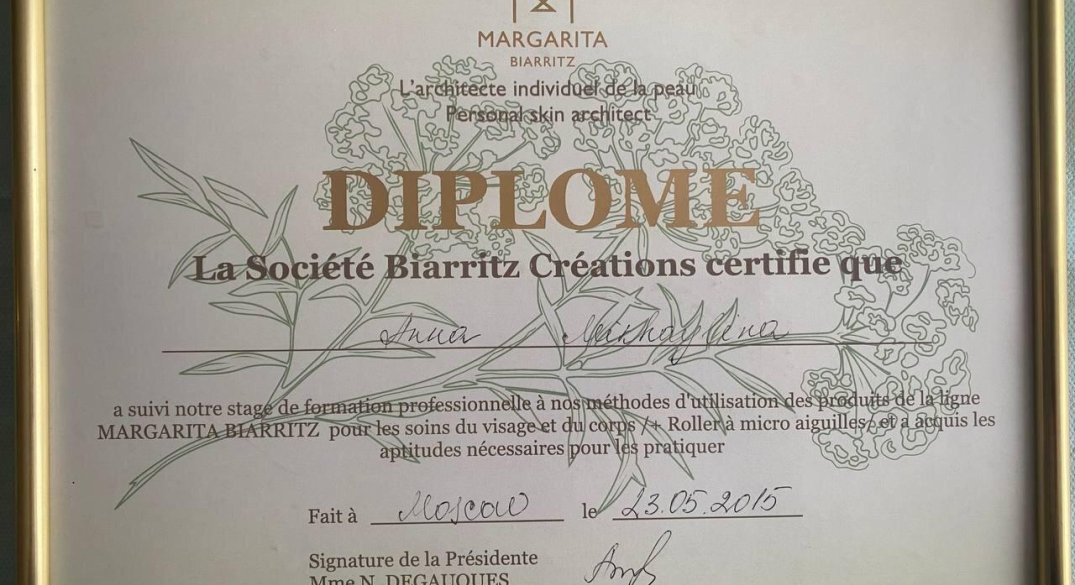 MARGARITA
BIARRITZ
L'architecte individuel de la peau
Personal skin architect
DIPLOME
La Société Biarritz Créations certifie que
Anna
a suivi notre stage de formation professionnelle à nos méthodes d'utilisation des produits de la ligne
MARGARITA BIARRITZ pour les soins du visage et du corps /+ Roller à micro aiguilles/ et a acquis les
aptitudes nécessaires pour les pratiquer
Fait à Moscow le 23.05.2015
Signature de la Présidente
Mme N. DEGAUQUES